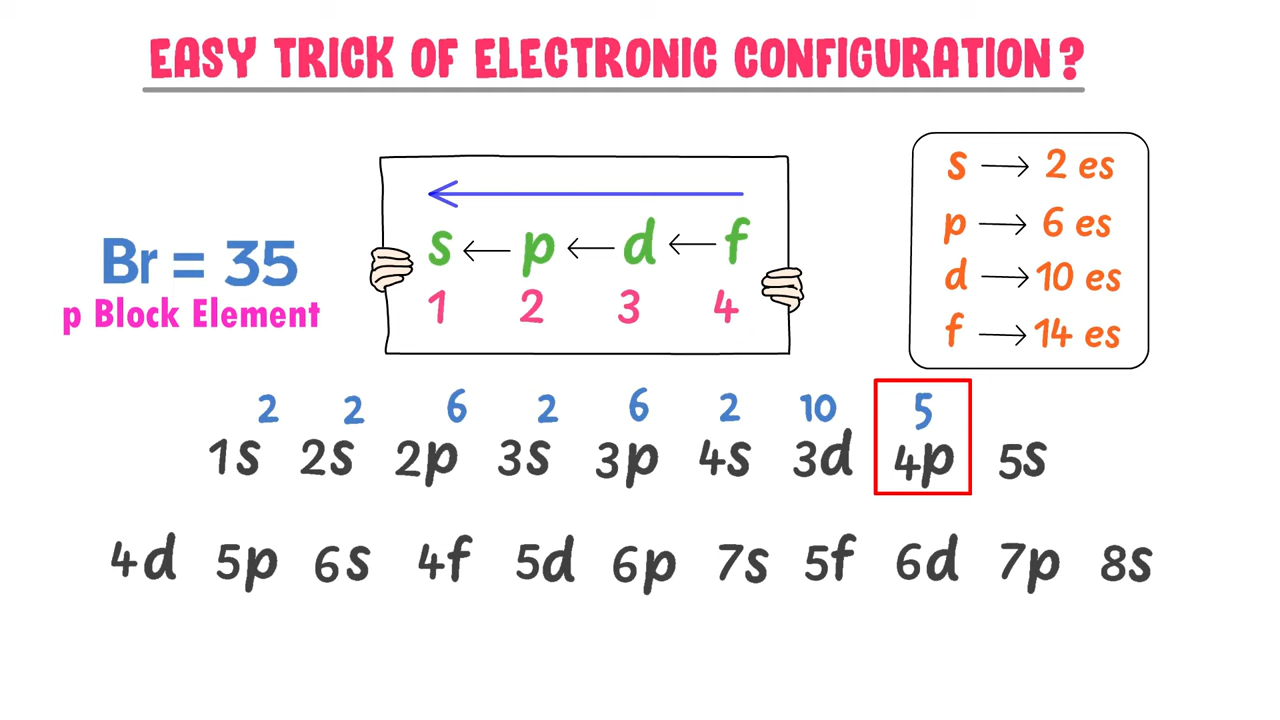 EASY TRICK OF ELECTRONIC CONFIGURATION?
s → 2 es
p → 6 es
d → 10 es
f → 14 es
s ← p ← d ← f
1 2 3 4
Br = 35
p Block Element
2 2 6 2 6 2 10 5
1s 2s 2p 3s 3p 4s 3d 4p 5s
4d 5p 6s 4f 5d 6p 7s 5f 6d 7p 8s